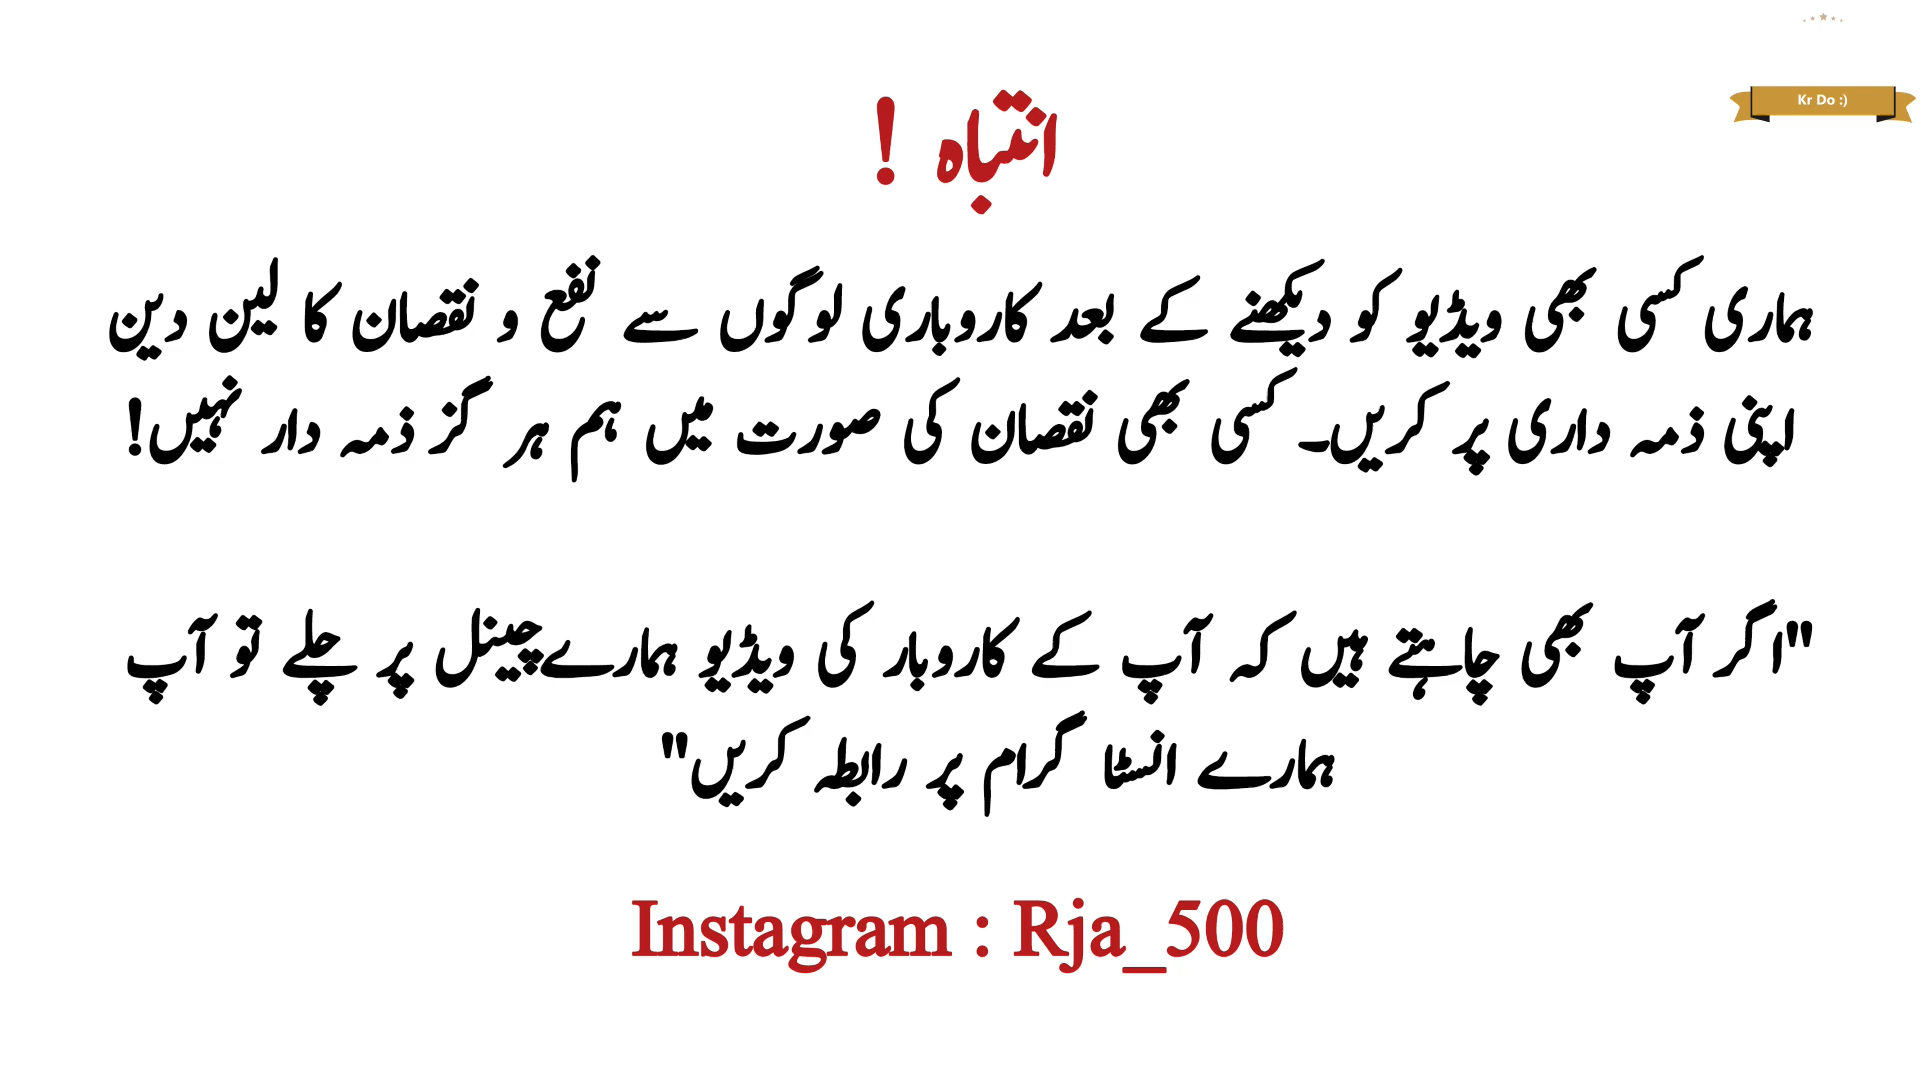 Kr Do :)
انتباہ !
ہماری کسی بھی ویڈیو کو دیکھنے کے بعد کاروباری لوگوں سے نفع و نقصان کا لین دین
اپنی ذمہ داری پر کریں۔ کسی بھی نقصان کی صورت میں ہم ہر گز ذمہ دار نہیں!
"اگر آپ بھی چاہتے ہیں کہ آپ کے کاروبار کی ویڈیو ہمارے چینل پر چلے تو آپ
ہمارے انسٹا گرام پر رابطہ کریں"
Instagram : Rja_500